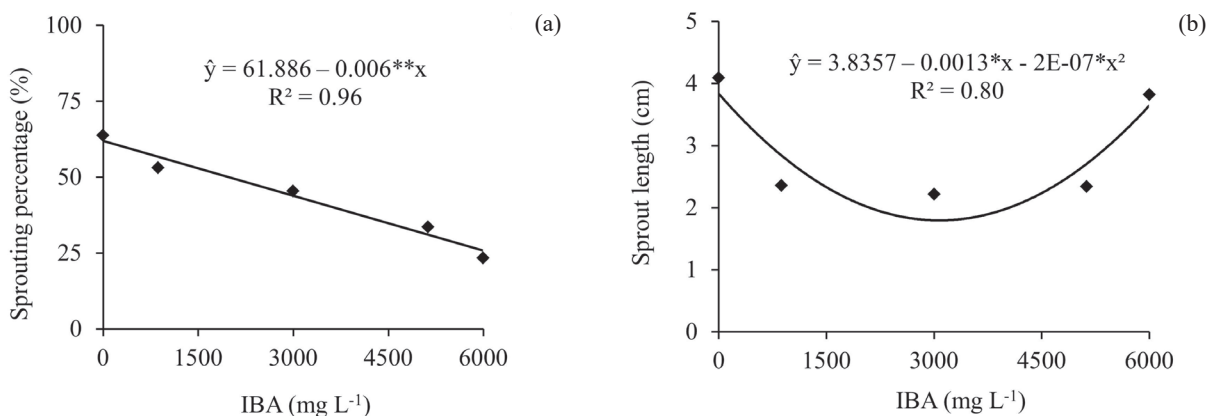 (a)
ŷ = 61.886 – 0.006**x
R² = 0.96
Sprouting percentage (%)
100
75
50
25
0
0 1500 3000 4500 6000
IBA (mg L⁻¹)
(b)
ŷ = 3.8357 – 0.0013*x - 2E-07*x²
R² = 0.80
Sprout length (cm)
5
4
3
2
1
0
0 1500 3000 4500 6000
IBA (mg L⁻¹)